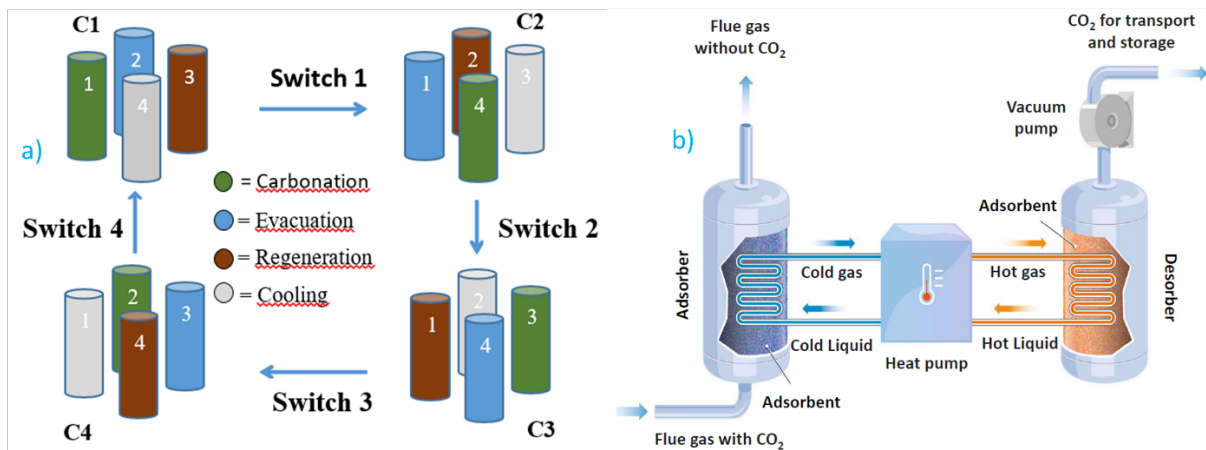 a)
C1
1
2
3
4
Switch 1
C2
1
2
3
4
= Carbonation
= Evacuation
= Regeneration
= Cooling
Switch 4
Switch 2
C4
1
2
3
4
Switch 3
C3
1
2
3
4
b)
Flue gas
without CO₂
CO₂ for transport
and storage
Vacuum
pump
Adsorbent
Adsorber
Cold gas
Hot gas
Desorber
Cold Liquid
Hot Liquid
Heat pump
Adsorbent
Flue gas with CO₂